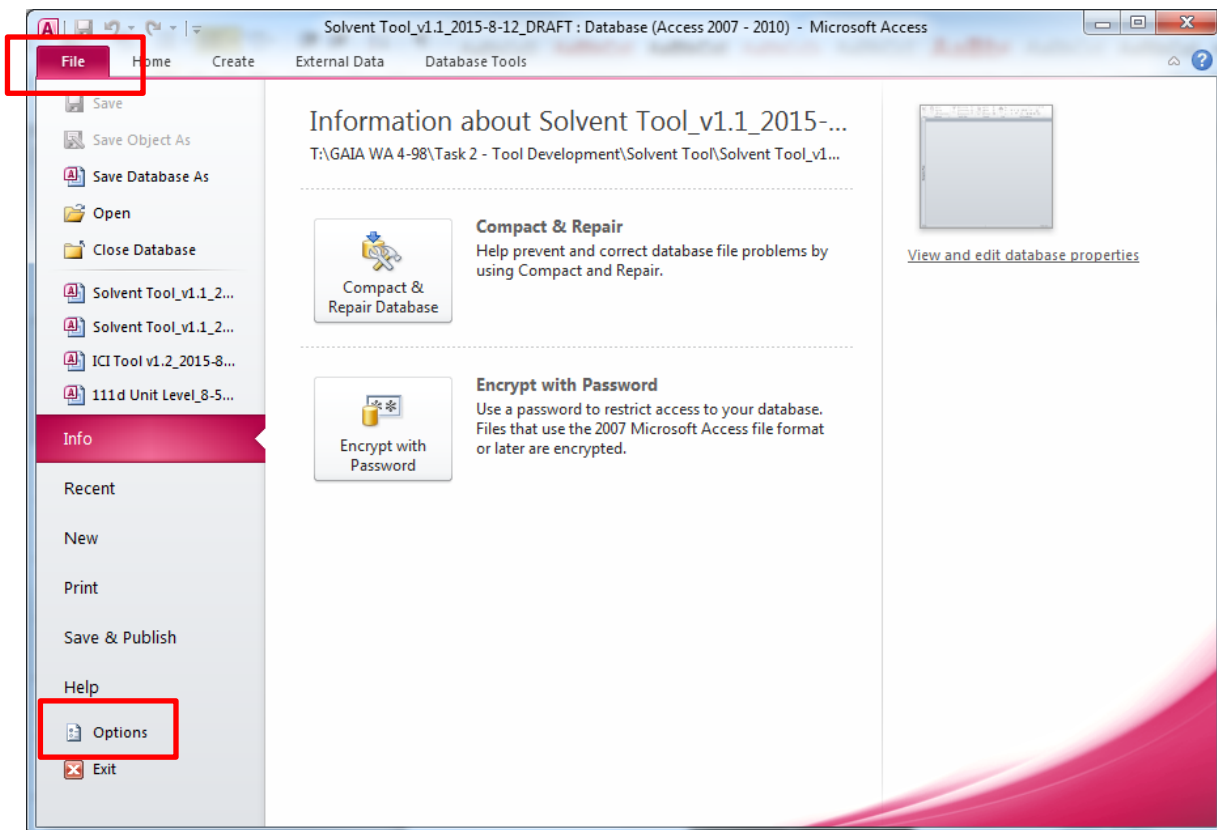 Solvent Tool_v1.1_2015-8-12_DRAFT : Database (Access 2007 - 2010) - Microsoft Access
File Home Create External Data Database Tools
Save
Save Object As
Save Database As
Open
Close Database
Solvent Tool_v1.1_2...
Solvent Tool_v1.1_2...
ICI Tool v1.2_2015-8...
111d Unit Level_8-5...
Info
Recent
New
Print
Save & Publish
Help
Options
Exit
Information about Solvent Tool_v1.1_2015-...
T:\GAIA WA 4-98\Task 2 - Tool Development\Solvent Tool\Solvent Tool_v1...
Compact &
Repair Database
Compact & Repair
Help prevent and correct database file problems by
using Compact and Repair.
Encrypt with
Password
Encrypt with Password
Use a password to restrict access to your database.
Files that use the 2007 Microsoft Access file format
or later are encrypted.
View and edit database properties